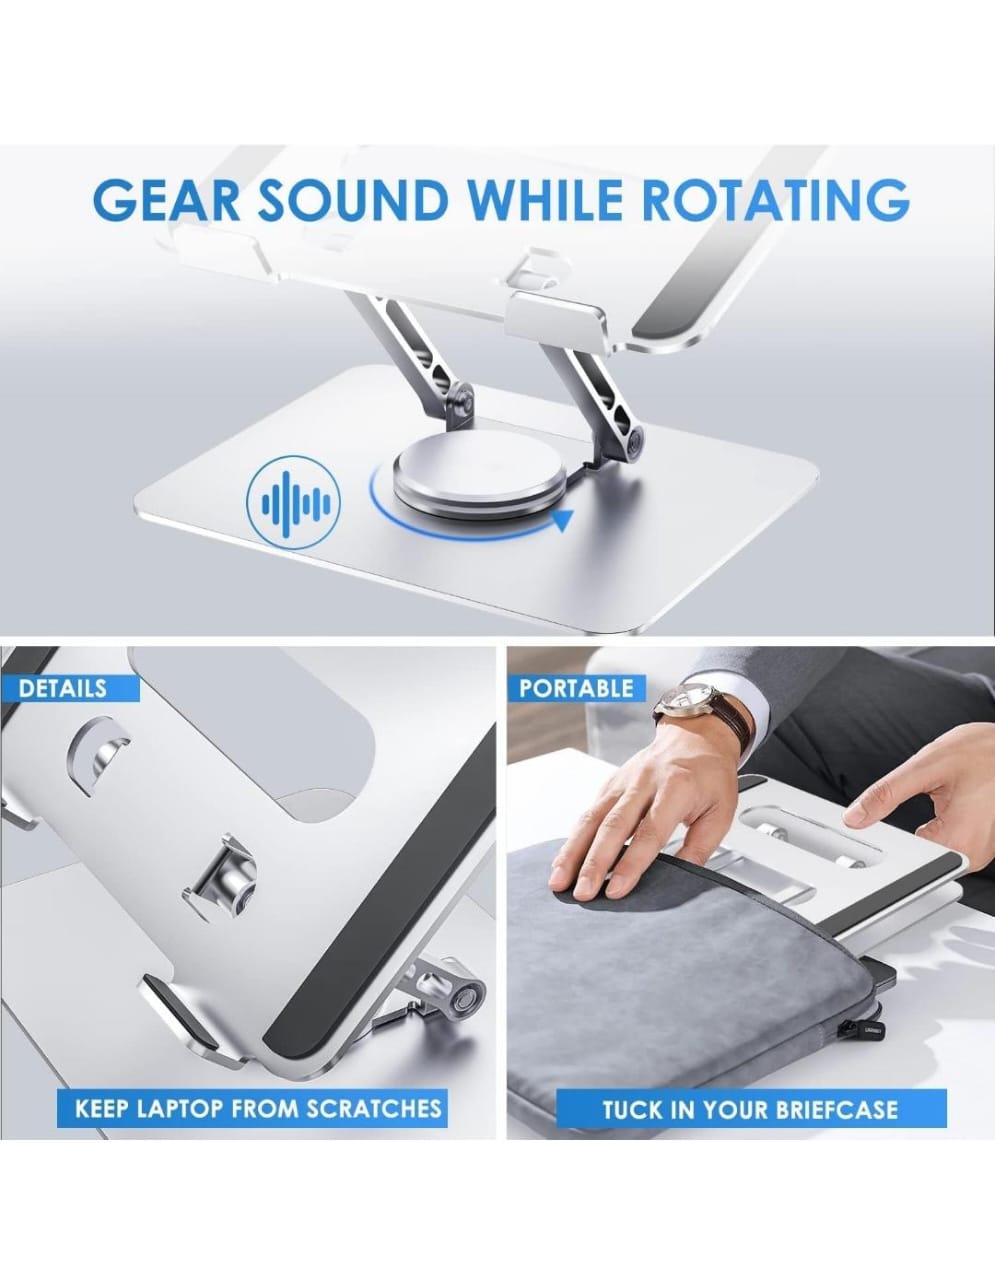 GEAR SOUND WHILE ROTATING
DETAILS
PORTABLE
KEEP LAPTOP FROM SCRATCHES
TUCK IN YOUR BRIEFCASE